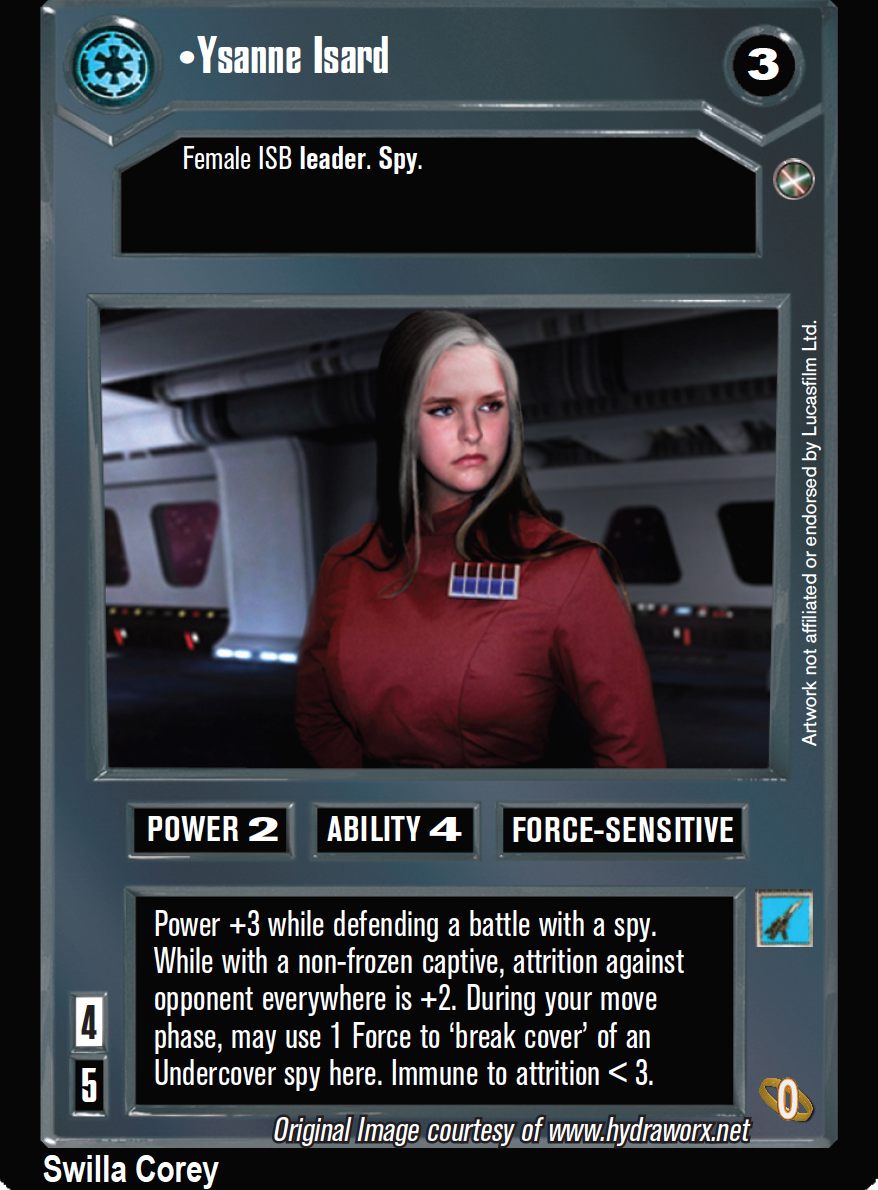 •Ysanne Isard
3
Female ISB leader. Spy.
Artwork not affiliated or endorsed by Lucasfilm Ltd.
POWER 2
ABILITY 4
FORCE-SENSITIVE
Power +3 while defending a battle with a spy.
While with a non-frozen captive, attrition against
opponent everywhere is +2. During your move
phase, may use 1 Force to ‘break cover’ of an
Undercover spy here. Immune to attrition < 3.
4
5
0
Original Image courtesy of www.hydraworx.net
Swilla Corey